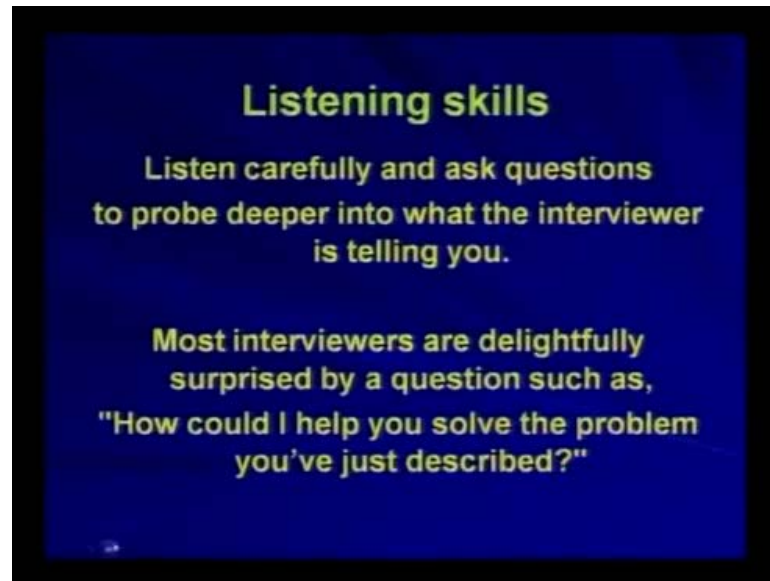 Listening skills
Listen carefully and ask questions
to probe deeper into what the interviewer
is telling you.
Most interviewers are delightfully
surprised by a question such as,
"How could I help you solve the problem
you've just described?"